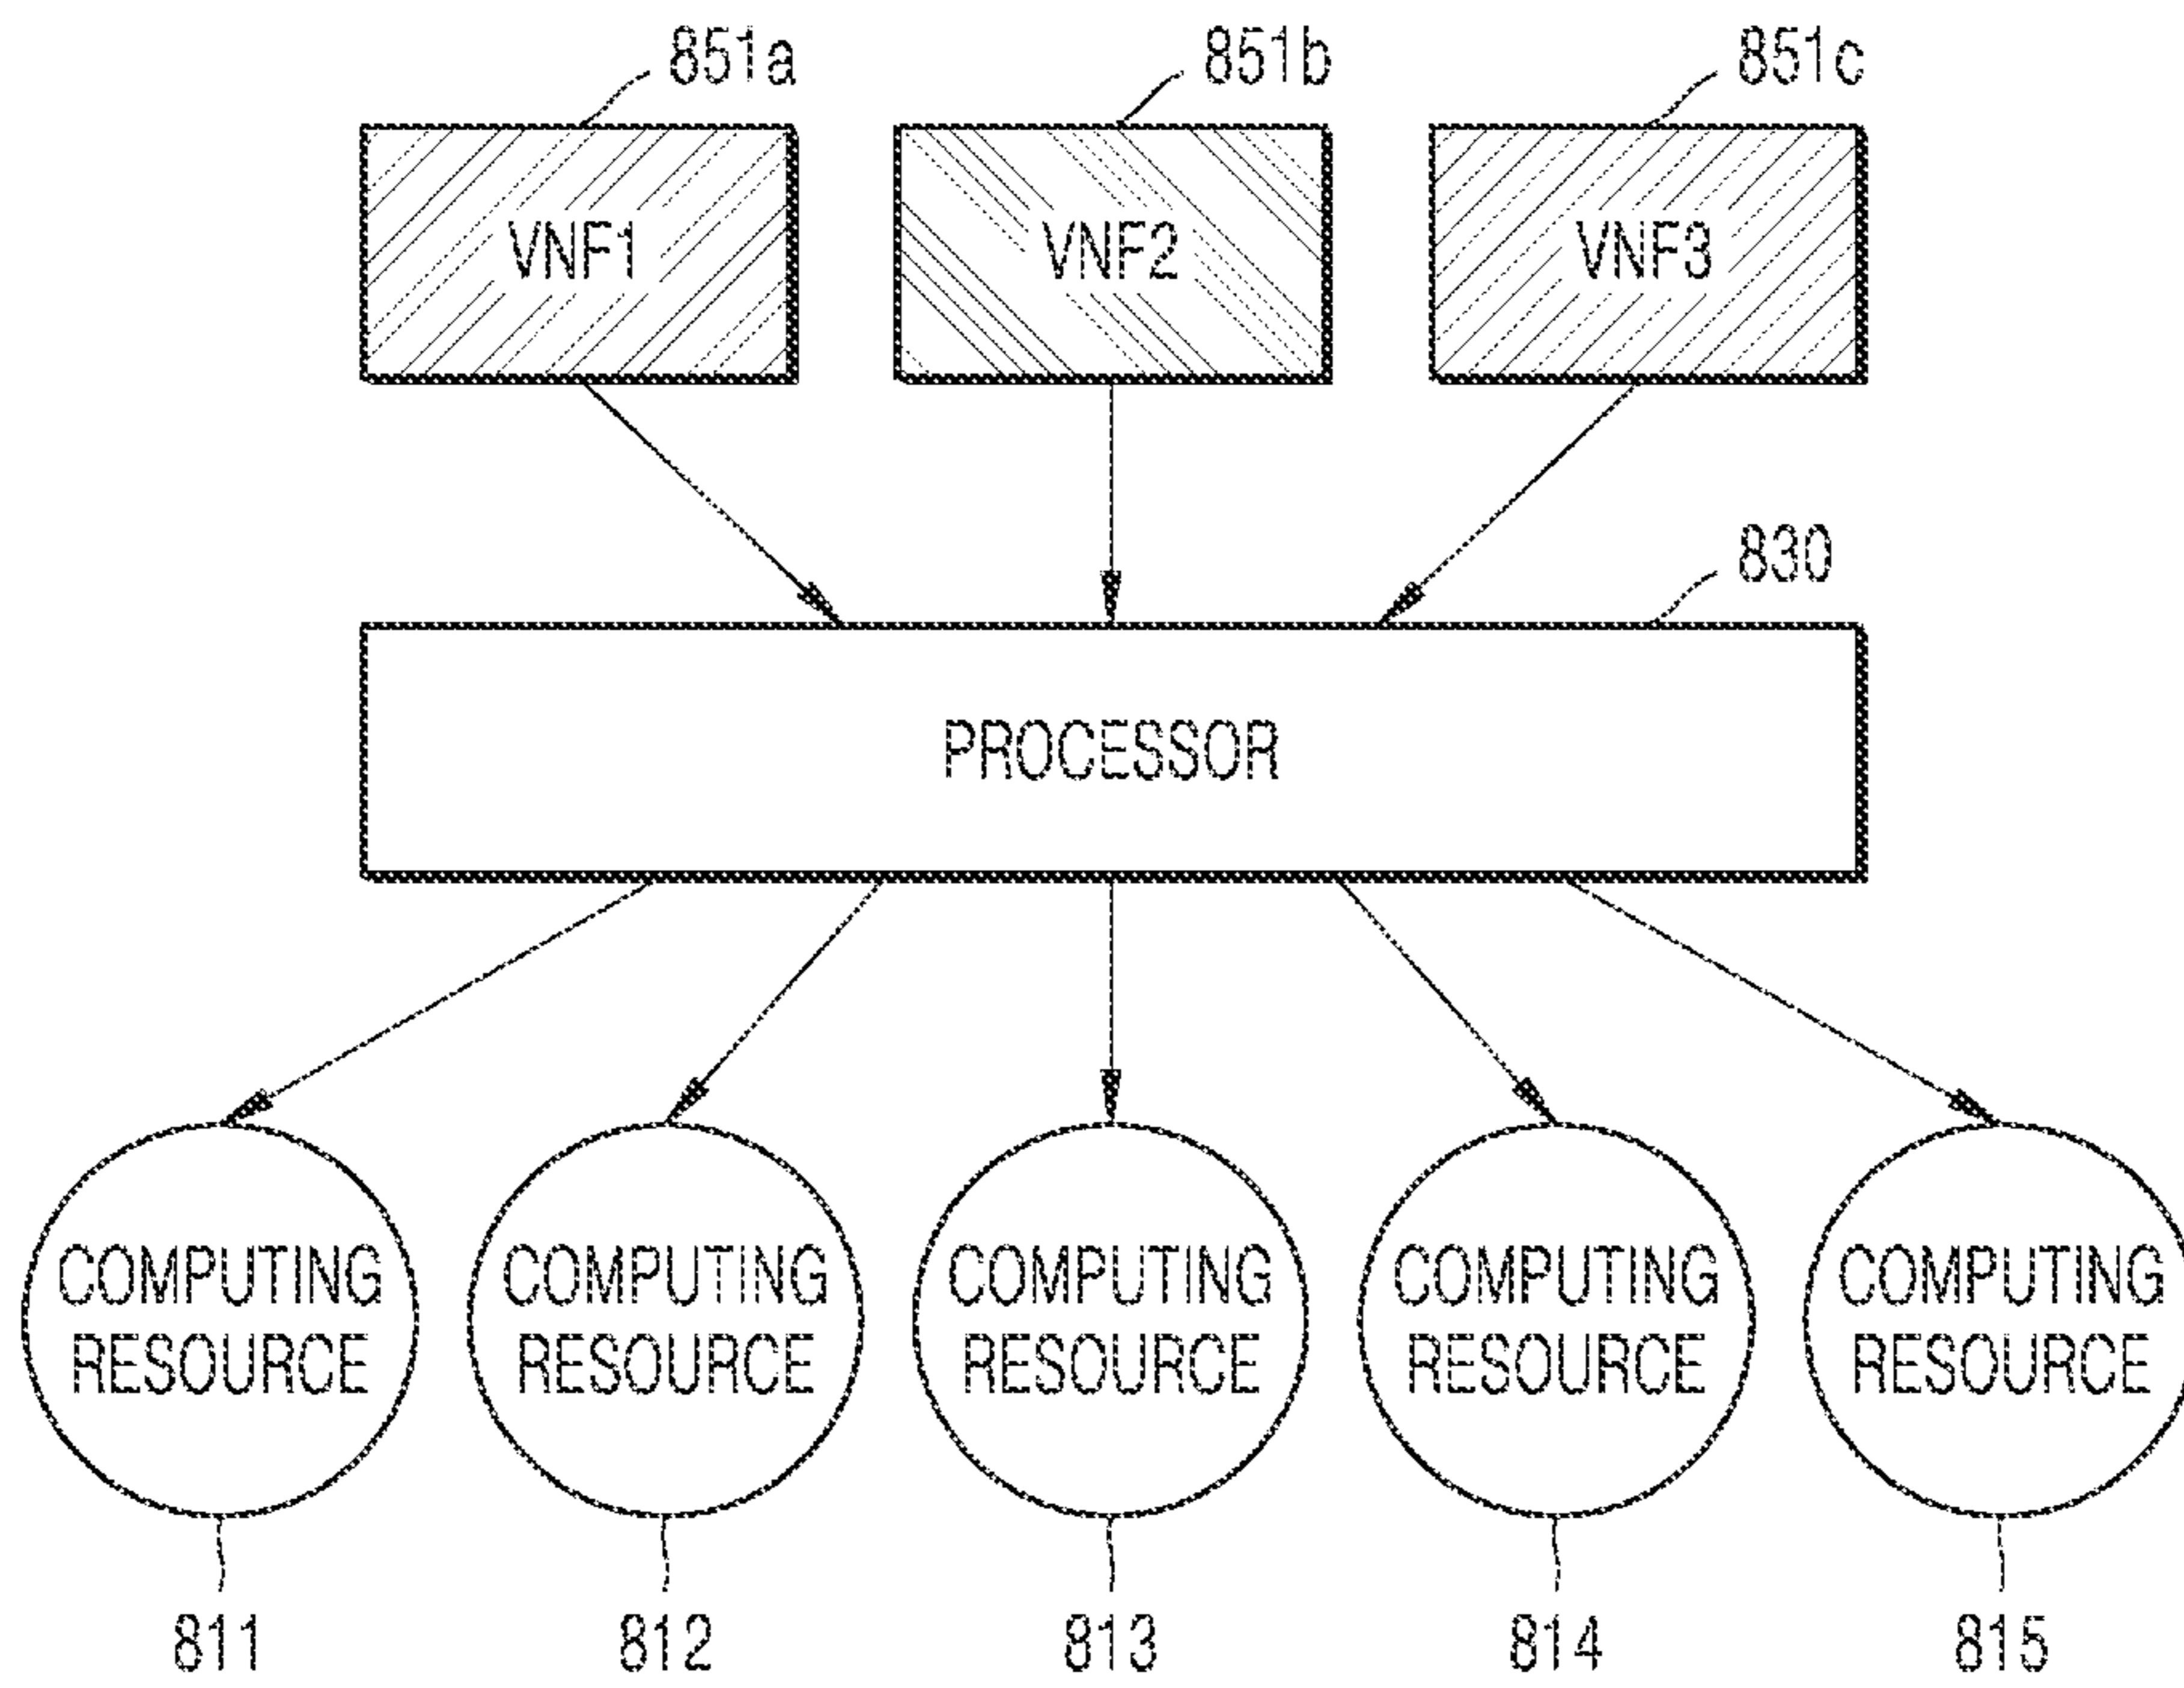 851a
851b
851c
VNF1
VNF2
VNF3
830
PROCESSOR
COMPUTING
RESOURCE
COMPUTING
RESOURCE
COMPUTING
RESOURCE
COMPUTING
RESOURCE
COMPUTING
RESOURCE
811
812
813
814
815